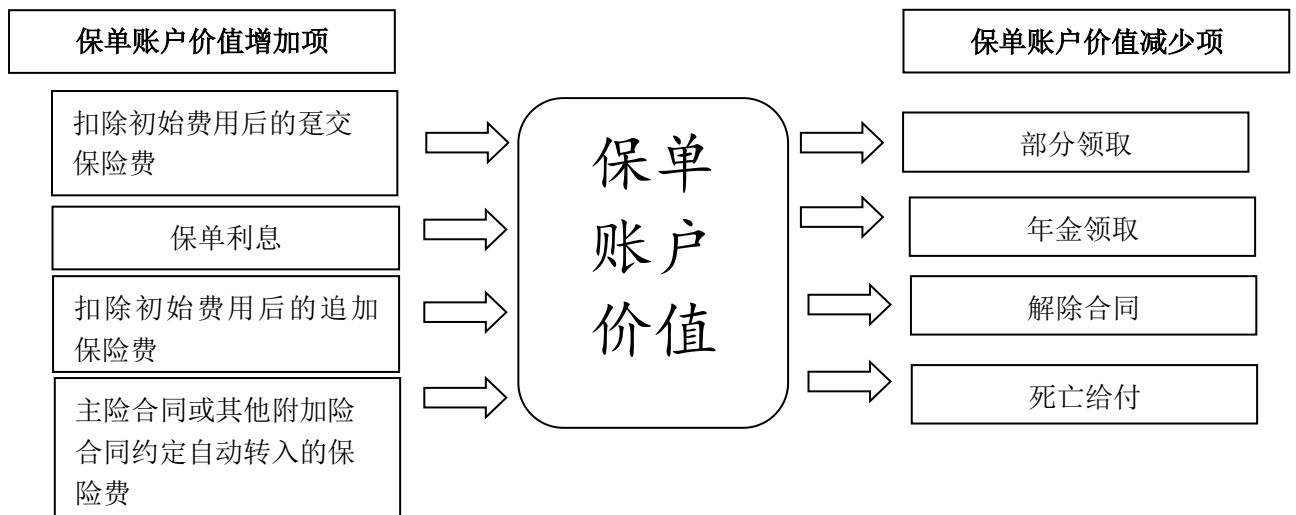 保单账户价值增加项
保单账户价值减少项
扣除初始费用后的趸交
保险费
保单利息
扣除初始费用后的追加
保险费
主险合同或其他附加险
合同约定自动转入的保
险费
保单
账户
价值
部分领取
年金领取
解除合同
死亡给付